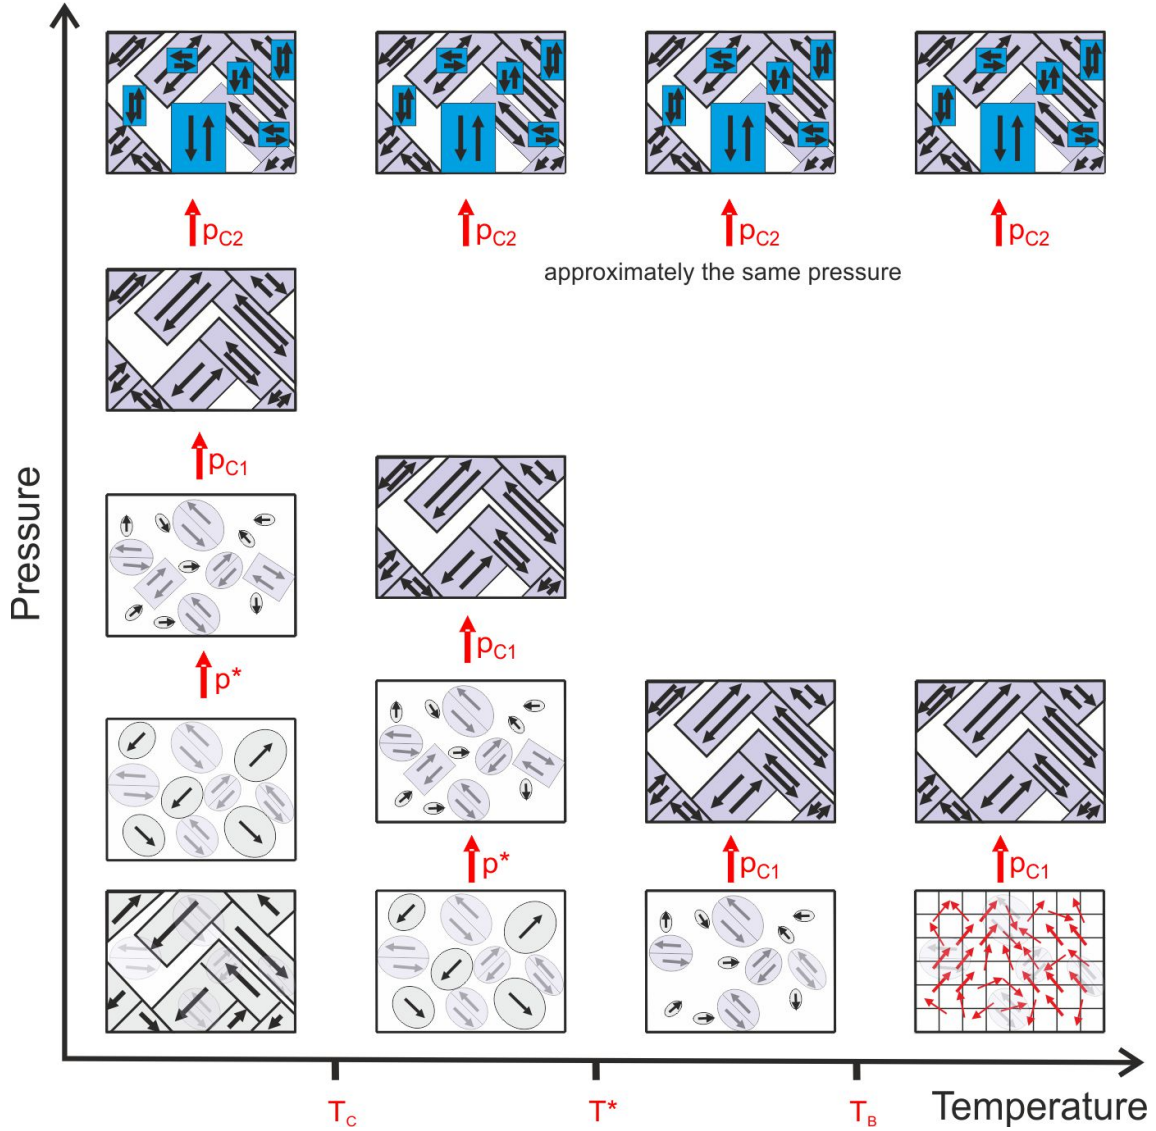 pC2
pC2
pC2
pC2
approximately the same pressure
pC1
Pressure
pC1
p*
p*
pC1
pC1
TC
T*
TB
Temperature